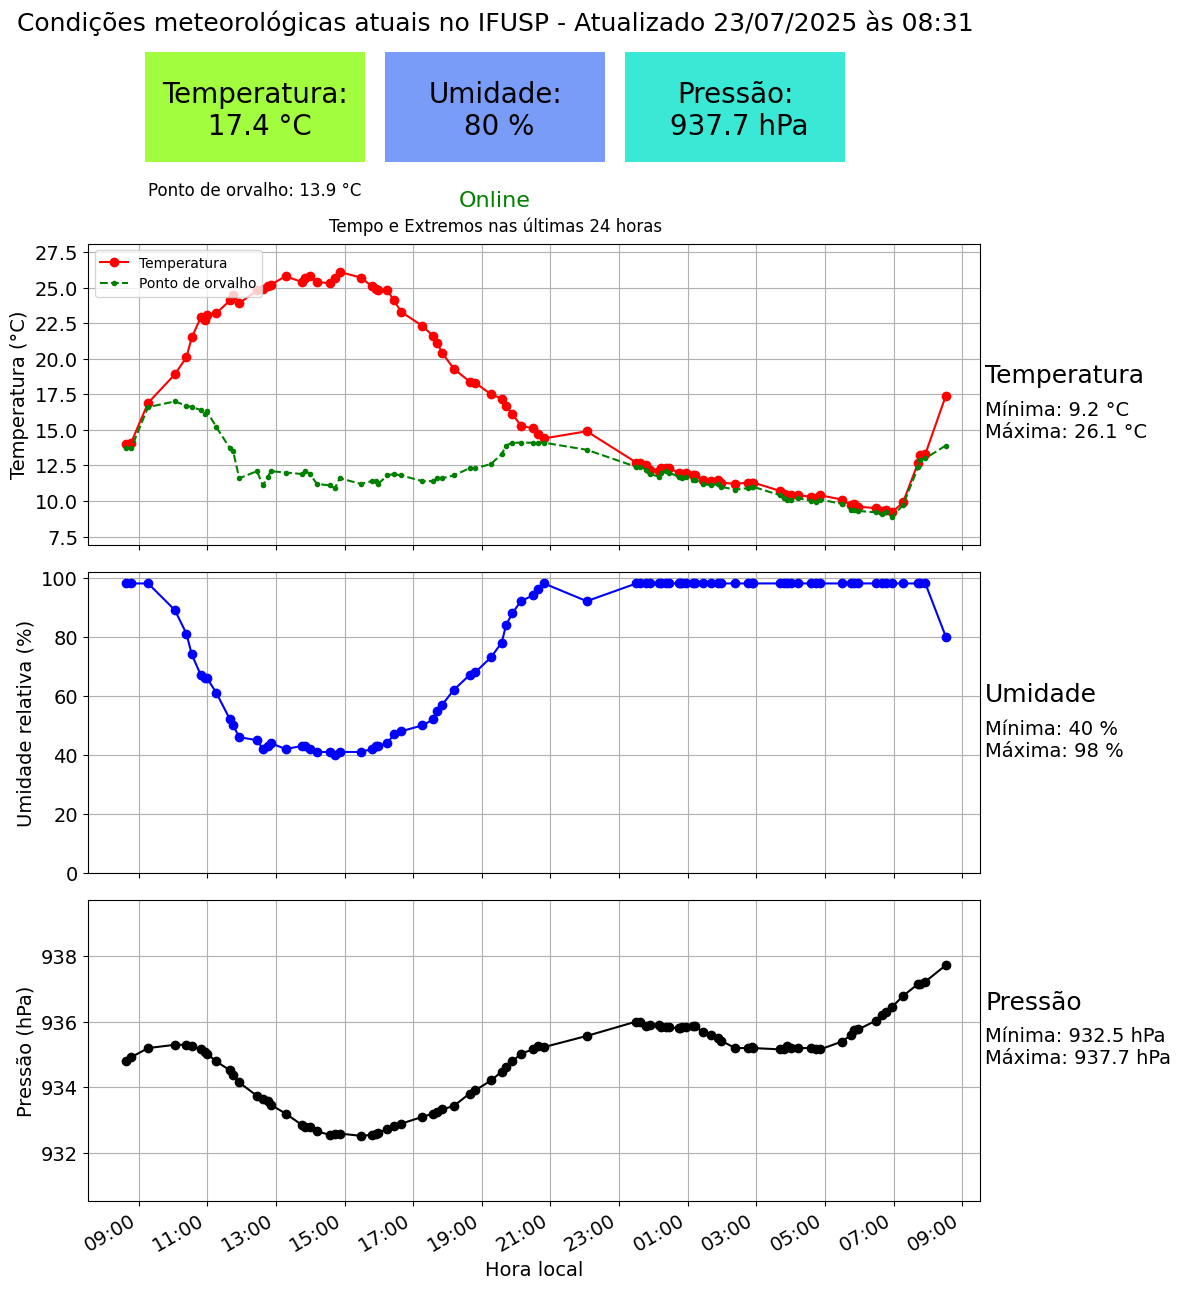 Condições meteorológicas atuais no IFUSP - Atualizado 23/07/2025 às 08:31
Temperatura:
17.4 °C
Umidade:
80 %
Pressão:
937.7 hPa
Ponto de orvalho: 13.9 °C
Online
Tempo e Extremos nas últimas 24 horas
Temperatura (°C)
27.5
25.0
22.5
20.0
17.5
15.0
12.5
10.0
7.5
Temperatura
Ponto de orvalho
Temperatura
Mínima: 9.2 °C
Máxima: 26.1 °C
Umidade relativa (%)
100
80
60
40
20
0
Umidade
Mínima: 40 %
Máxima: 98 %
Pressão (hPa)
938
936
934
932
Pressão
Mínima: 932.5 hPa
Máxima: 937.7 hPa
09:00
11:00
13:00
15:00
17:00
19:00
21:00
23:00
01:00
03:00
05:00
07:00
09:00
Hora local